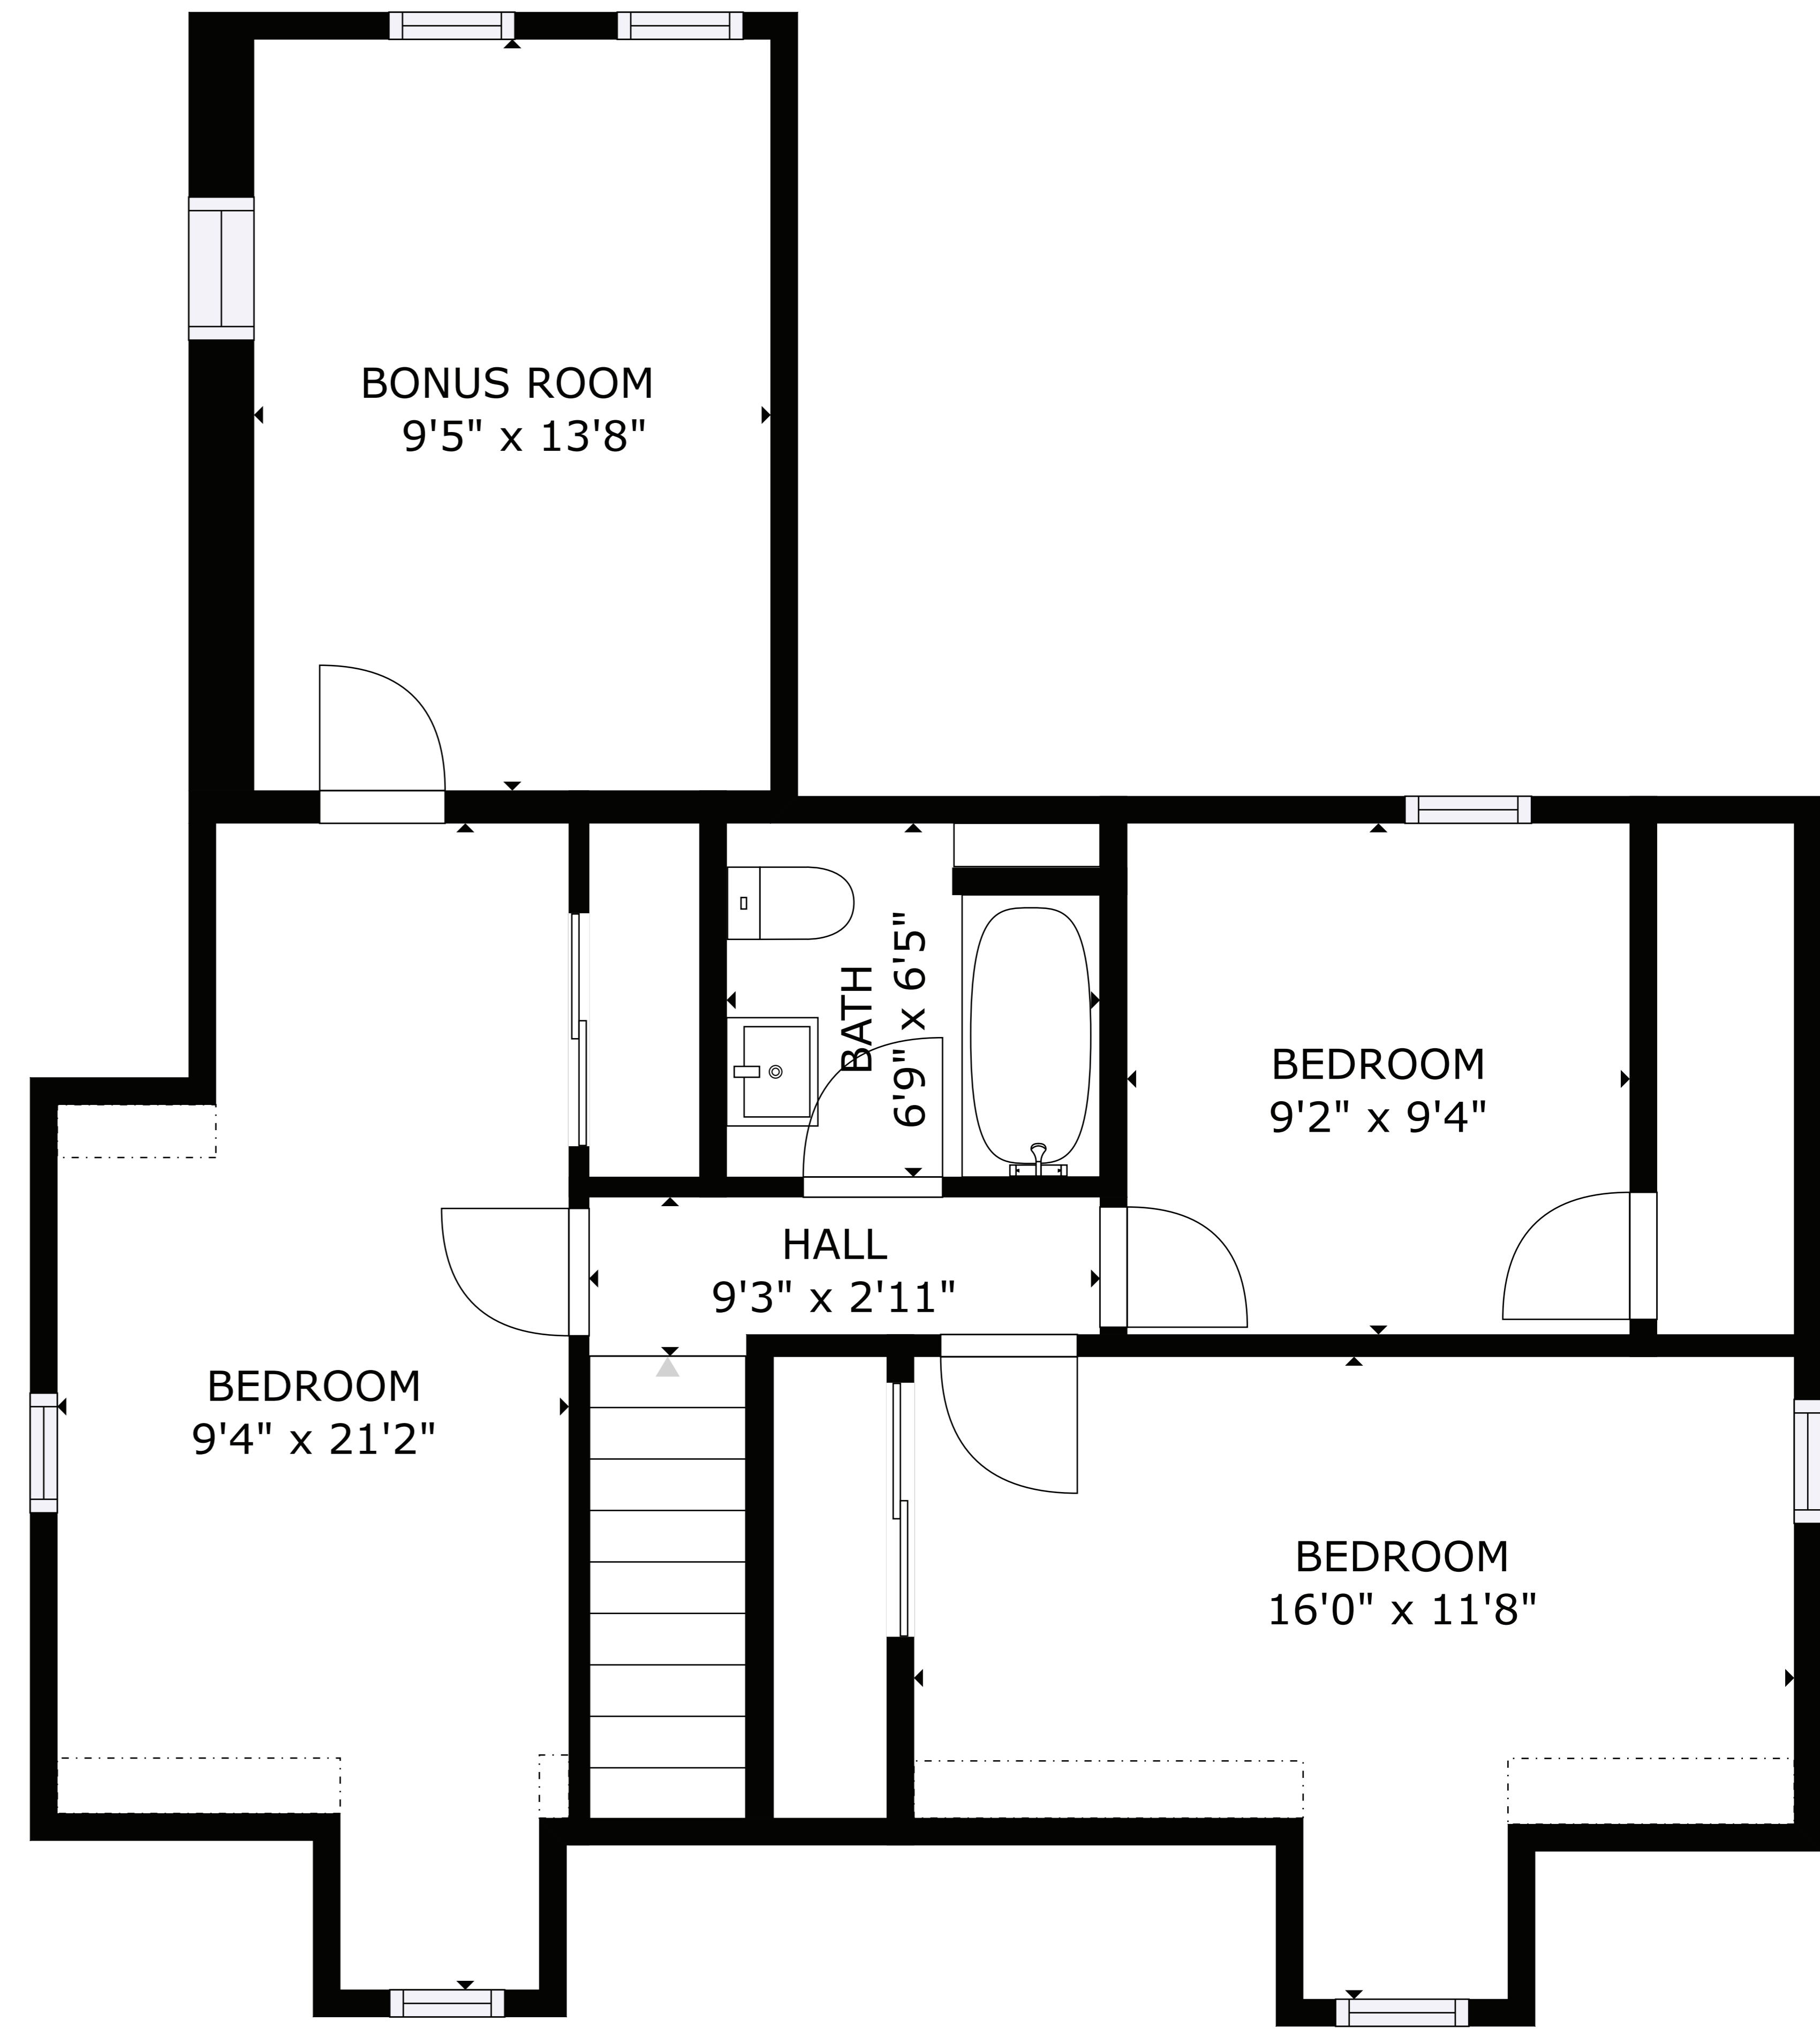 BONUS ROOM
9'5" x 13'8"
BATH
6'9" x 6'5"
BEDROOM
9'2" x 9'4"
HALL
9'3" x 2'11"
BEDROOM
9'4" x 21'2"
BEDROOM
16'0" x 11'8"